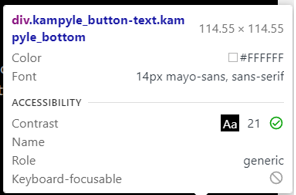 div.kampyle_button-text.kam
pyle_bottom 114.55 × 114.55
Color #FFFFFF
Font 14px mayo-sans, sans-serif
ACCESSIBILITY
Contrast Aa 21
Name
Role generic
Keyboard-focusable